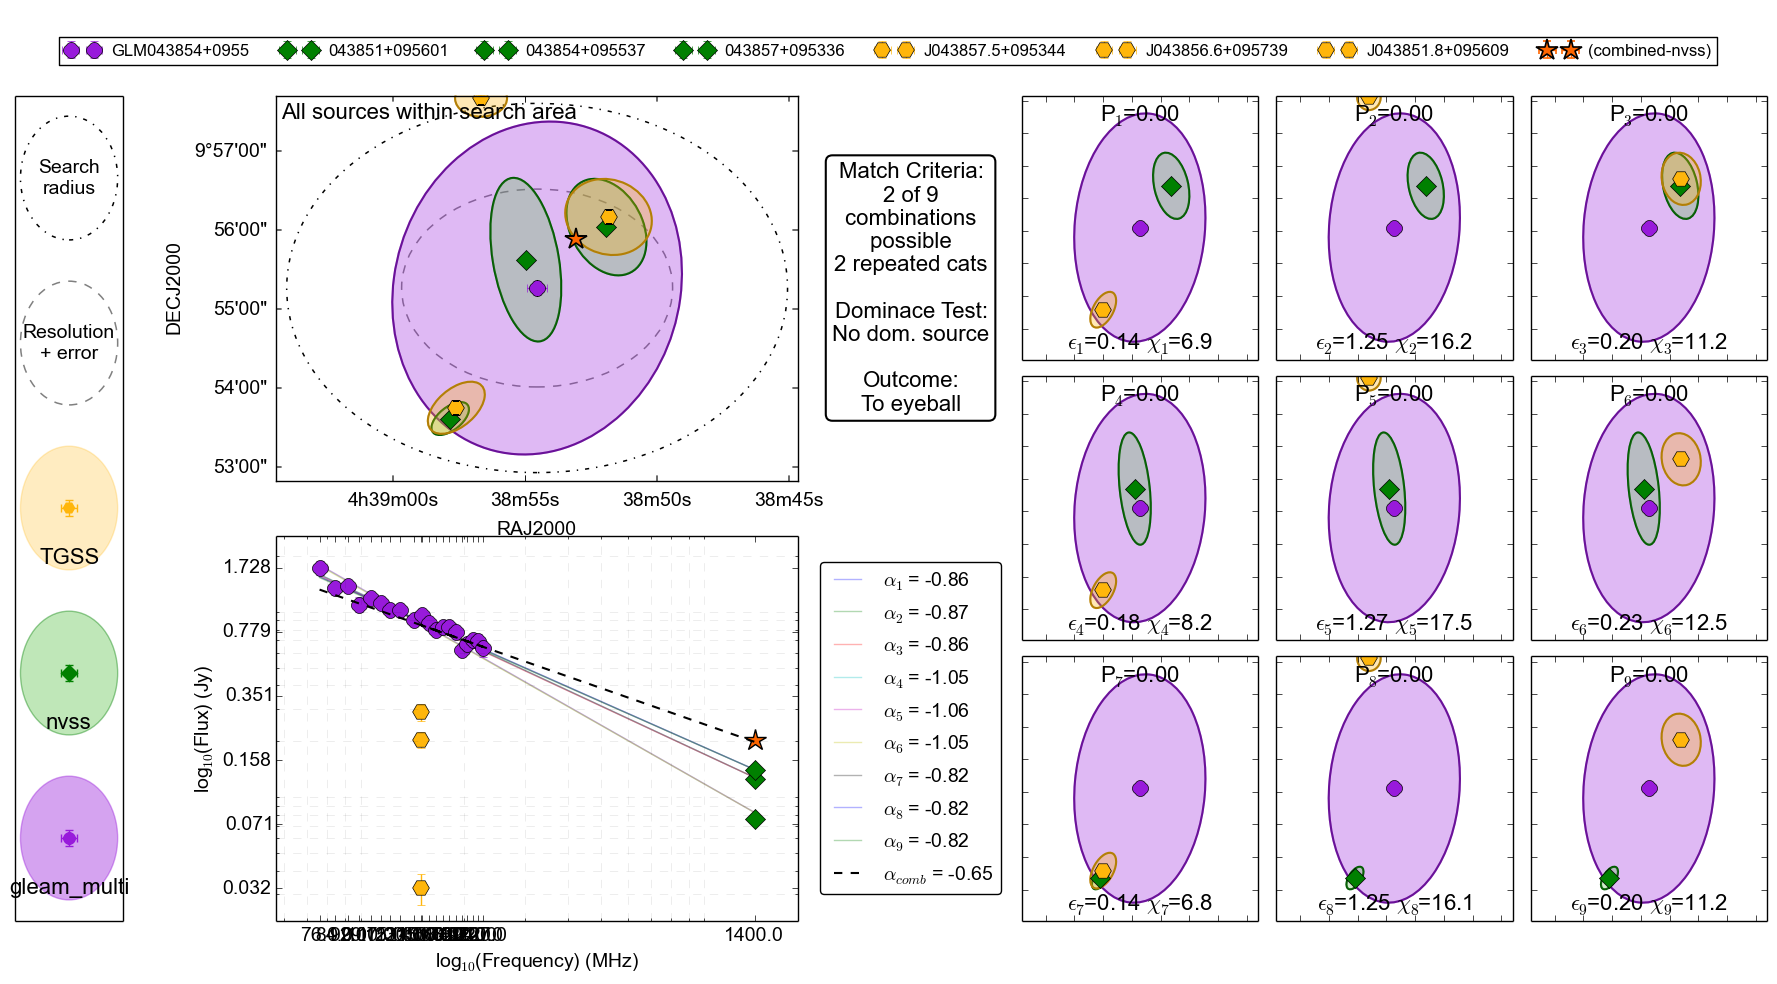 GLM043854+0955 043851+095601 043854+095537 043857+095336 J043857.5+095344 J043856.6+095739 J043851.8+095609 (combined-nvss)
Search
radius
Resolution
+ error
TGSS
nvss
gleam_multi
All sources within search area
DECJ2000
9°57'00"
56'00"
55'00"
54'00"
53'00"
4h39m00s 38m55s 38m50s 38m45s
RAJ2000
Match Criteria:
2 of 9
combinations
possible
2 repeated cats
Dominace Test:
No dom. source
Outcome:
To eyeball
log₁₀(Flux) (Jy)
1.728
0.779
0.351
0.158
0.071
0.032
1400.0
log₁₀(Frequency) (MHz)
α₁ = -0.86
α₂ = -0.87
α₃ = -0.86
α₄ = -1.05
α₅ = -1.06
α₆ = -1.05
α₇ = -0.82
α₈ = -0.82
α₉ = -0.82
α_comb = -0.65
P₁=0.00 P₂=0.00 P₃=0.00
ϵ₁=0.14 χ₁=6.9 ϵ₂=1.25 χ₂=16.2 ϵ₃=0.20 χ₃=11.2
P₄=0.00 P₅=0.00 P₆=0.00
ϵ₄=0.18 χ₄=8.2 ϵ₅=1.27 χ₅=17.5 ϵ₆=0.23 χ₆=12.5
P₇=0.00 P₈=0.00 P₉=0.00
ϵ₇=0.14 χ₇=6.8 ϵ₈=1.25 χ₈=16.1 ϵ₉=0.20 χ₉=11.2